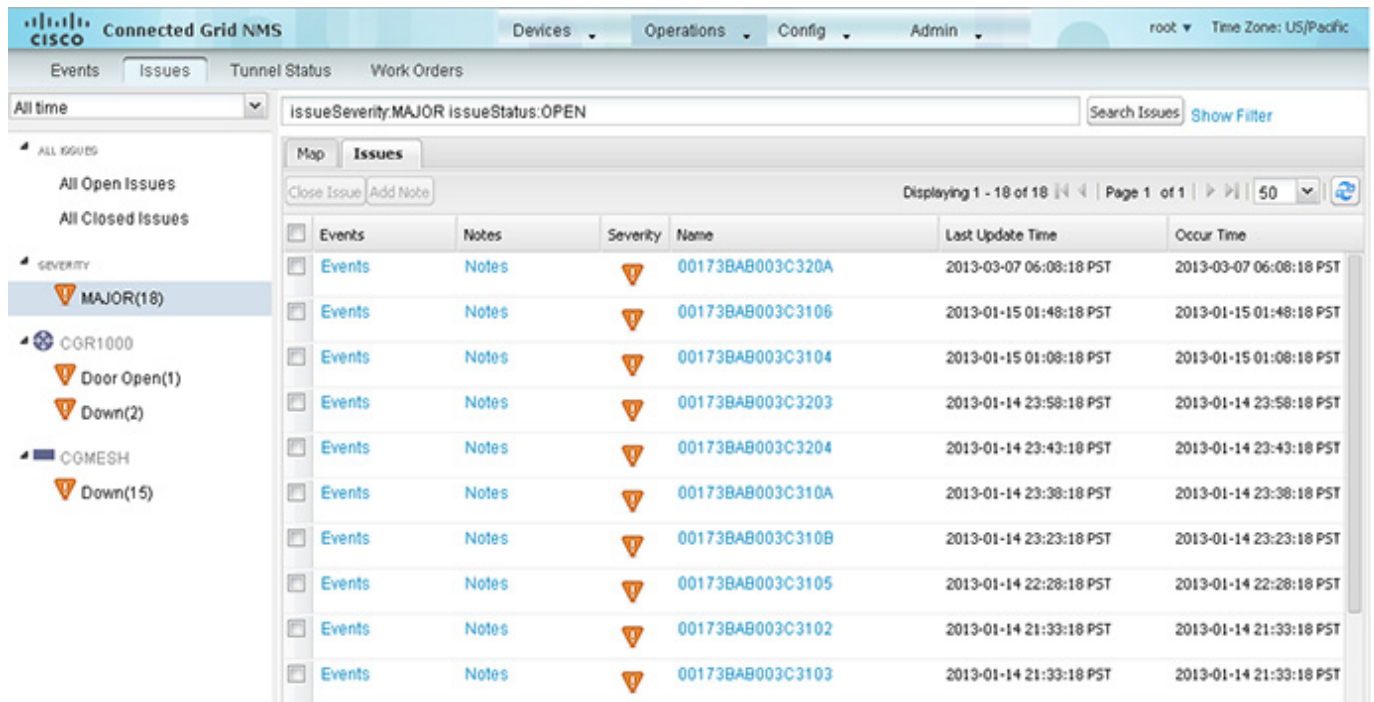 CISCO Connected Grid NMS Devices Operations Config Admin root Time Zone: US/Pacific
Events Issues Tunnel Status Work Orders
All time
issueSeverity:MAJOR issueStatus:OPEN Search Issues Show Filter
ALL ISSUES
All Open Issues
All Closed Issues
SEVERITY
MAJOR(18)
CGR1000
Door Open(1)
Down(2)
CGMESH
Down(15)
Map Issues
Close Issue Add Note Displaying 1 - 18 of 18 Page 1 of 1 50
Events Notes Severity Name Last Update Time Occur Time
Events Notes 00173BAB003C320A 2013-03-07 06:08:18 PST 2013-03-07 06:08:18 PST
Events Notes 00173BAB003C3106 2013-01-15 01:48:18 PST 2013-01-15 01:48:18 PST
Events Notes 00173BAB003C3104 2013-01-15 01:08:18 PST 2013-01-15 01:08:18 PST
Events Notes 00173BAB003C3203 2013-01-14 23:58:18 PST 2013-01-14 23:58:18 PST
Events Notes 00173BAB003C3204 2013-01-14 23:43:18 PST 2013-01-14 23:43:18 PST
Events Notes 00173BAB003C310A 2013-01-14 23:38:18 PST 2013-01-14 23:38:18 PST
Events Notes 00173BAB003C310B 2013-01-14 23:23:18 PST 2013-01-14 23:23:18 PST
Events Notes 00173BAB003C3105 2013-01-14 22:28:18 PST 2013-01-14 22:28:18 PST
Events Notes 00173BAB003C3102 2013-01-14 21:33:18 PST 2013-01-14 21:33:18 PST
Events Notes 00173BAB003C3103 2013-01-14 21:33:18 PST 2013-01-14 21:33:18 PST